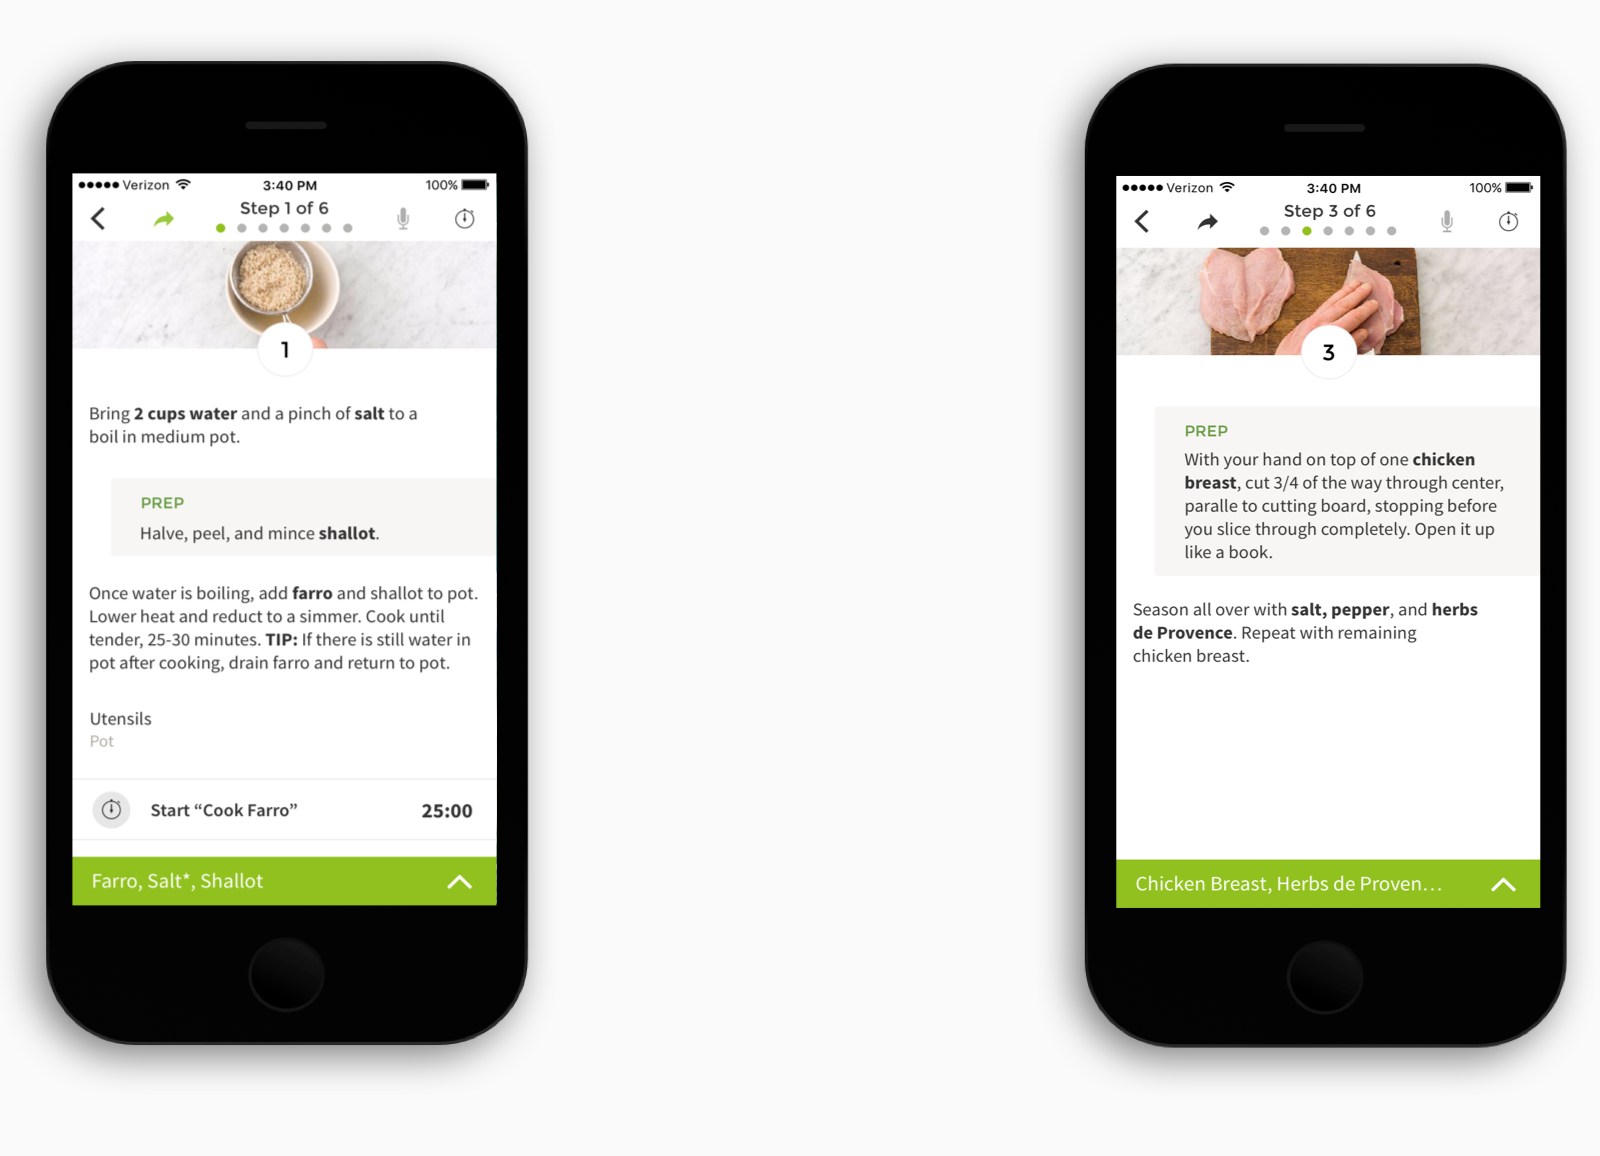 Verizon 3:40 PM 100%
Step 1 of 6
1
Bring 2 cups water and a pinch of salt to a
boil in medium pot.
PREP
Halve, peel, and mince shallot.
Once water is boiling, add farro and shallot to pot.
Lower heat and reduct to a simmer. Cook until
tender, 25-30 minutes. TIP: If there is still water in
pot after cooking, drain farro and return to pot.
Utensils
Pot
Start “Cook Farro” 25:00
Farro, Salt*, Shallot
Verizon 3:40 PM 100%
Step 3 of 6
3
PREP
With your hand on top of one chicken
breast, cut 3/4 of the way through center,
paralle to cutting board, stopping before
you slice through completely. Open it up
like a book.
Season all over with salt, pepper, and herbs
de Provence. Repeat with remaining
chicken breast.
Chicken Breast, Herbs de Proven...